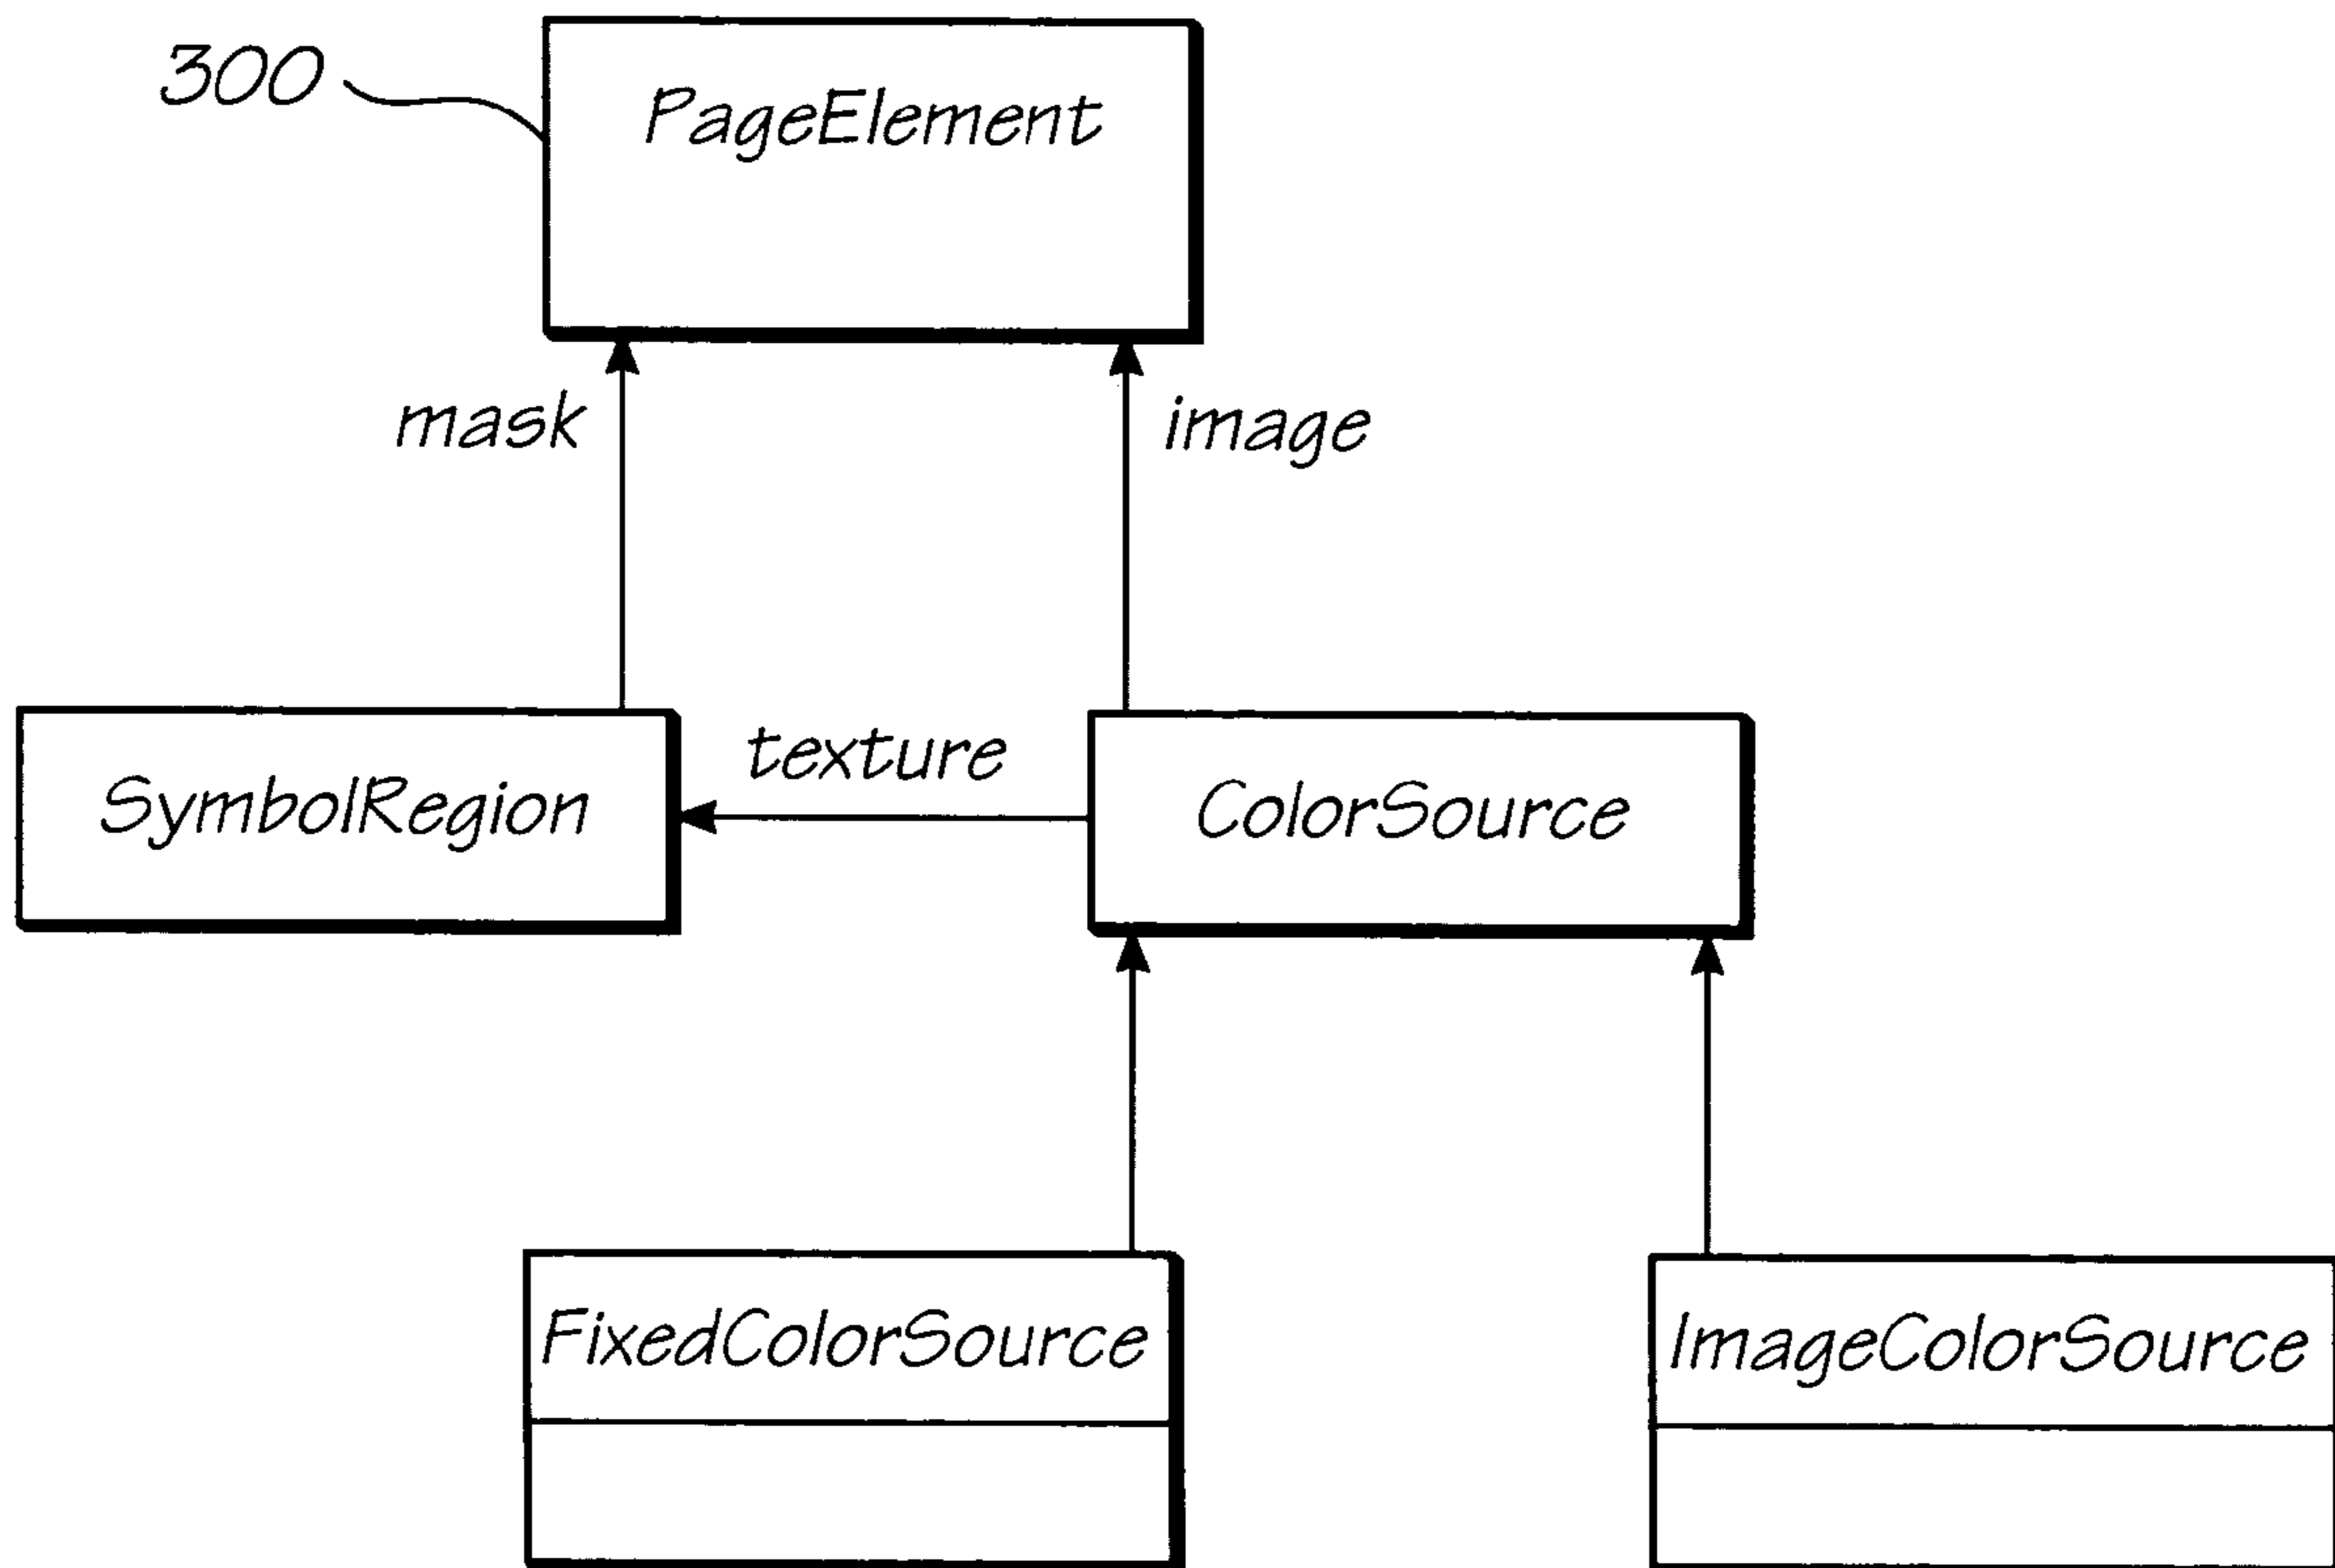 300
PageElement
mask
image
SymbolRegion
texture
ColorSource
FixedColorSource
ImageColorSource